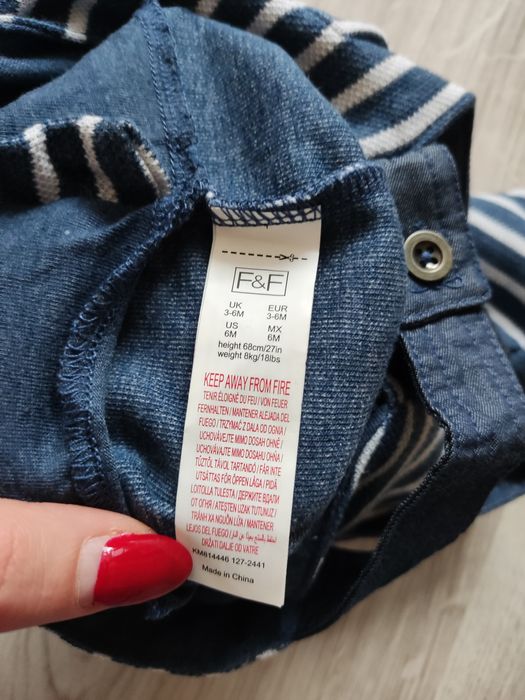 F&F
UK EUR
3-6M 3-6M
US MX
6M 6M
height 68cm/27in
weight 8kg/18lbs
KEEP AWAY FROM FIRE
TENIR ÉLOIGNÉ DU FEU / VON FEUER
FERNHALTEN / MANTENER ALEJADA DEL
FUEGO / TRZYMAĆ Z DALA OD OGNIA /
UCHOVÁVEJTE MIMO DOSAH OHNĚ /
UCHOVÁVAJTE MIMO DOSAHU OHŇA /
TŰZTŐL TÁVOL TARTANDÓ / FÅR INTE
UTSÄTTAS FÖR ÖPPEN LÅGA / PIDÄ
LOITOLLA TULESTA / ДЕРЖИТЕ ВДАЛИ
ОТ ОГНЯ / ATEŞTEN UZAK TUTUNUZ /
TRÁNH XA NGUỒN LỬA / MANTENER
LEJOS DEL FUEGO /
DRŽATI DALJE OD VATRE
KM814446 127-2441
Made in China